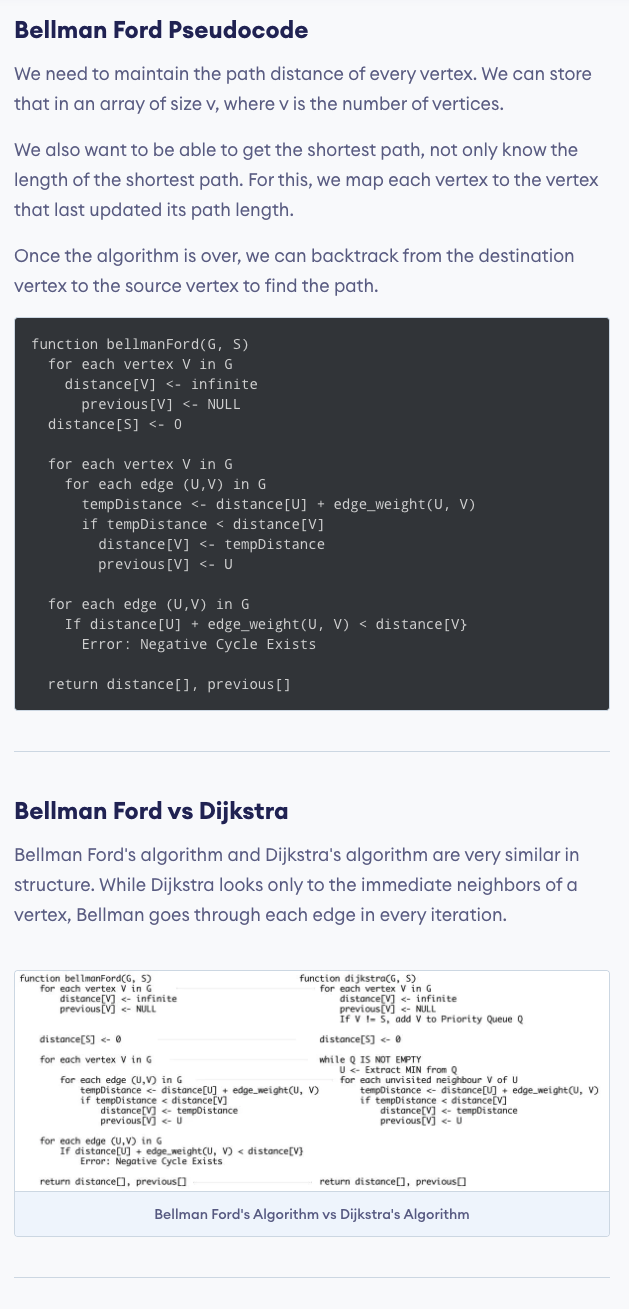 Bellman Ford Pseudocode
We need to maintain the path distance of every vertex. We can store
that in an array of size v, where v is the number of vertices.
We also want to be able to get the shortest path, not only know the
length of the shortest path. For this, we map each vertex to the vertex
that last updated its path length.
Once the algorithm is over, we can backtrack from the destination
vertex to the source vertex to find the path.
function bellmanFord(G, S)
  for each vertex V in G
    distance[V] <- infinite
      previous[V] <- NULL
  distance[S] <- 0

  for each vertex V in G
    for each edge (U,V) in G
      tempDistance <- distance[U] + edge_weight(U, V)
      if tempDistance < distance[V]
        distance[V] <- tempDistance
        previous[V] <- U

  for each edge (U,V) in G
    If distance[U] + edge_weight(U, V) < distance[V}
      Error: Negative Cycle Exists

  return distance[], previous[]
Bellman Ford vs Dijkstra
Bellman Ford's algorithm and Dijkstra's algorithm are very similar in
structure. While Dijkstra looks only to the immediate neighbors of a
vertex, Bellman goes through each edge in every iteration.
function bellmanFord(G, S)
    for each vertex V in G
        distance[V] <- infinite
        previous[V] <- NULL
    distance[S] <- 0
    for each vertex V in G
        for each edge (U,V) in G
            tempDistance <- distance[U] + edge_weight(U, V)
            if tempDistance < distance[V]
                distance[V] <- tempDistance
                previous[V] <- U
    for each edge (U,V) in G
        If distance[U] + edge_weight(U, V) < distance[V}
            Error: Negative Cycle Exists
    return distance[], previous[]
function dijkstra(G, S)
    for each vertex V in G
        distance[V] <- infinite
        previous[V] <- NULL
        If V != S, add V to Priority Queue Q
    distance[S] <- 0
    while Q IS NOT EMPTY
        U <- Extract MIN from Q
        for each unvisited neighbour V of U
            tempDistance <- distance[U] + edge_weight(U, V)
            if tempDistance < distance[V]
                distance[V] <- tempDistance
                previous[V] <- U
    return distance[], previous[]
Bellman Ford's Algorithm vs Dijkstra's Algorithm